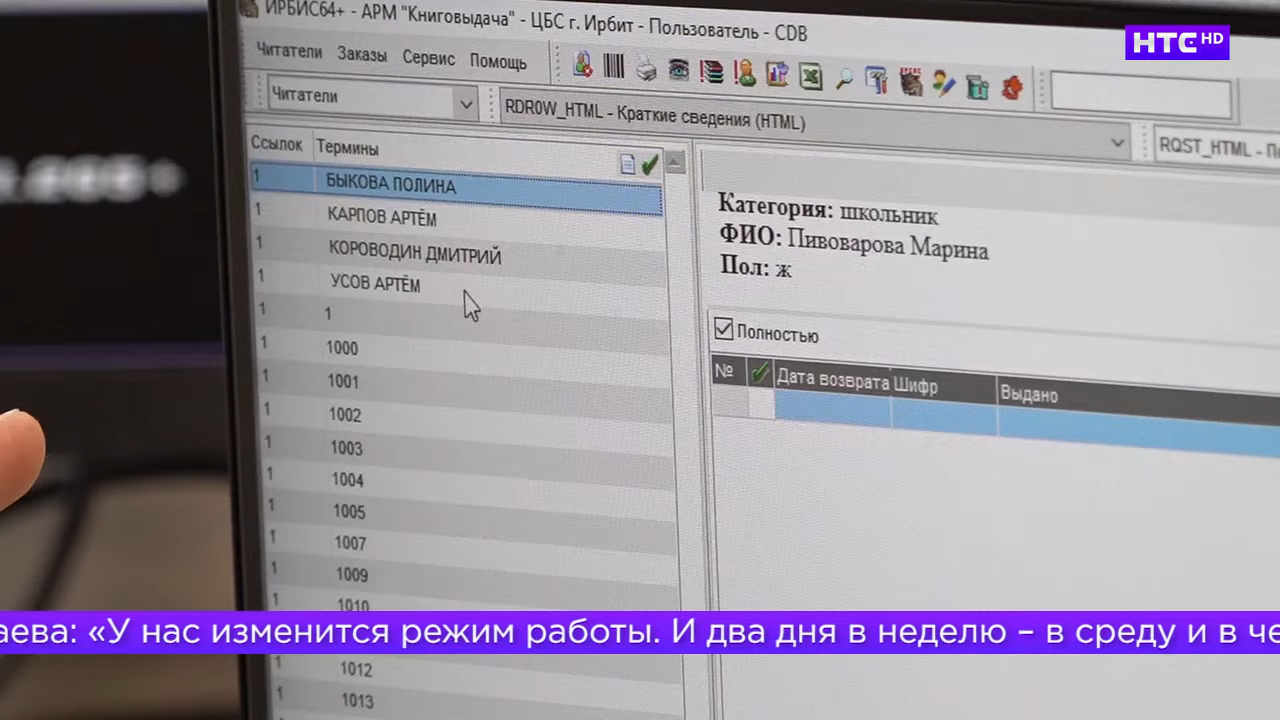 ИРБИС64+ - АРМ "Книговыдача" - ЦБС г. Ирбит - Пользователь - CDB
НТС HD
Читатели Заказы Сервис Помощь
Читатели
RDR0W_HTML - Краткие сведения (HTML)
RQST_HTML - П
Ссылок Термины
1 БЫКОВА ПОЛИНА
1 КАРПОВ АРТЁМ
1 КОРОВОДИН ДМИТРИЙ
1 УСОВ АРТЁМ
1 1
1 1000
1 1001
1 1002
1 1003
1 1004
1 1005
1 1007
1 1009
1 1010
1 1012
1 1013
Категория: школьник
ФИО: Пивоварова Марина
Пол: ж
Полностью
№ Дата возврата Шифр Выдано
аева: «У нас изменится режим работы. И два дня в неделю – в среду и в че